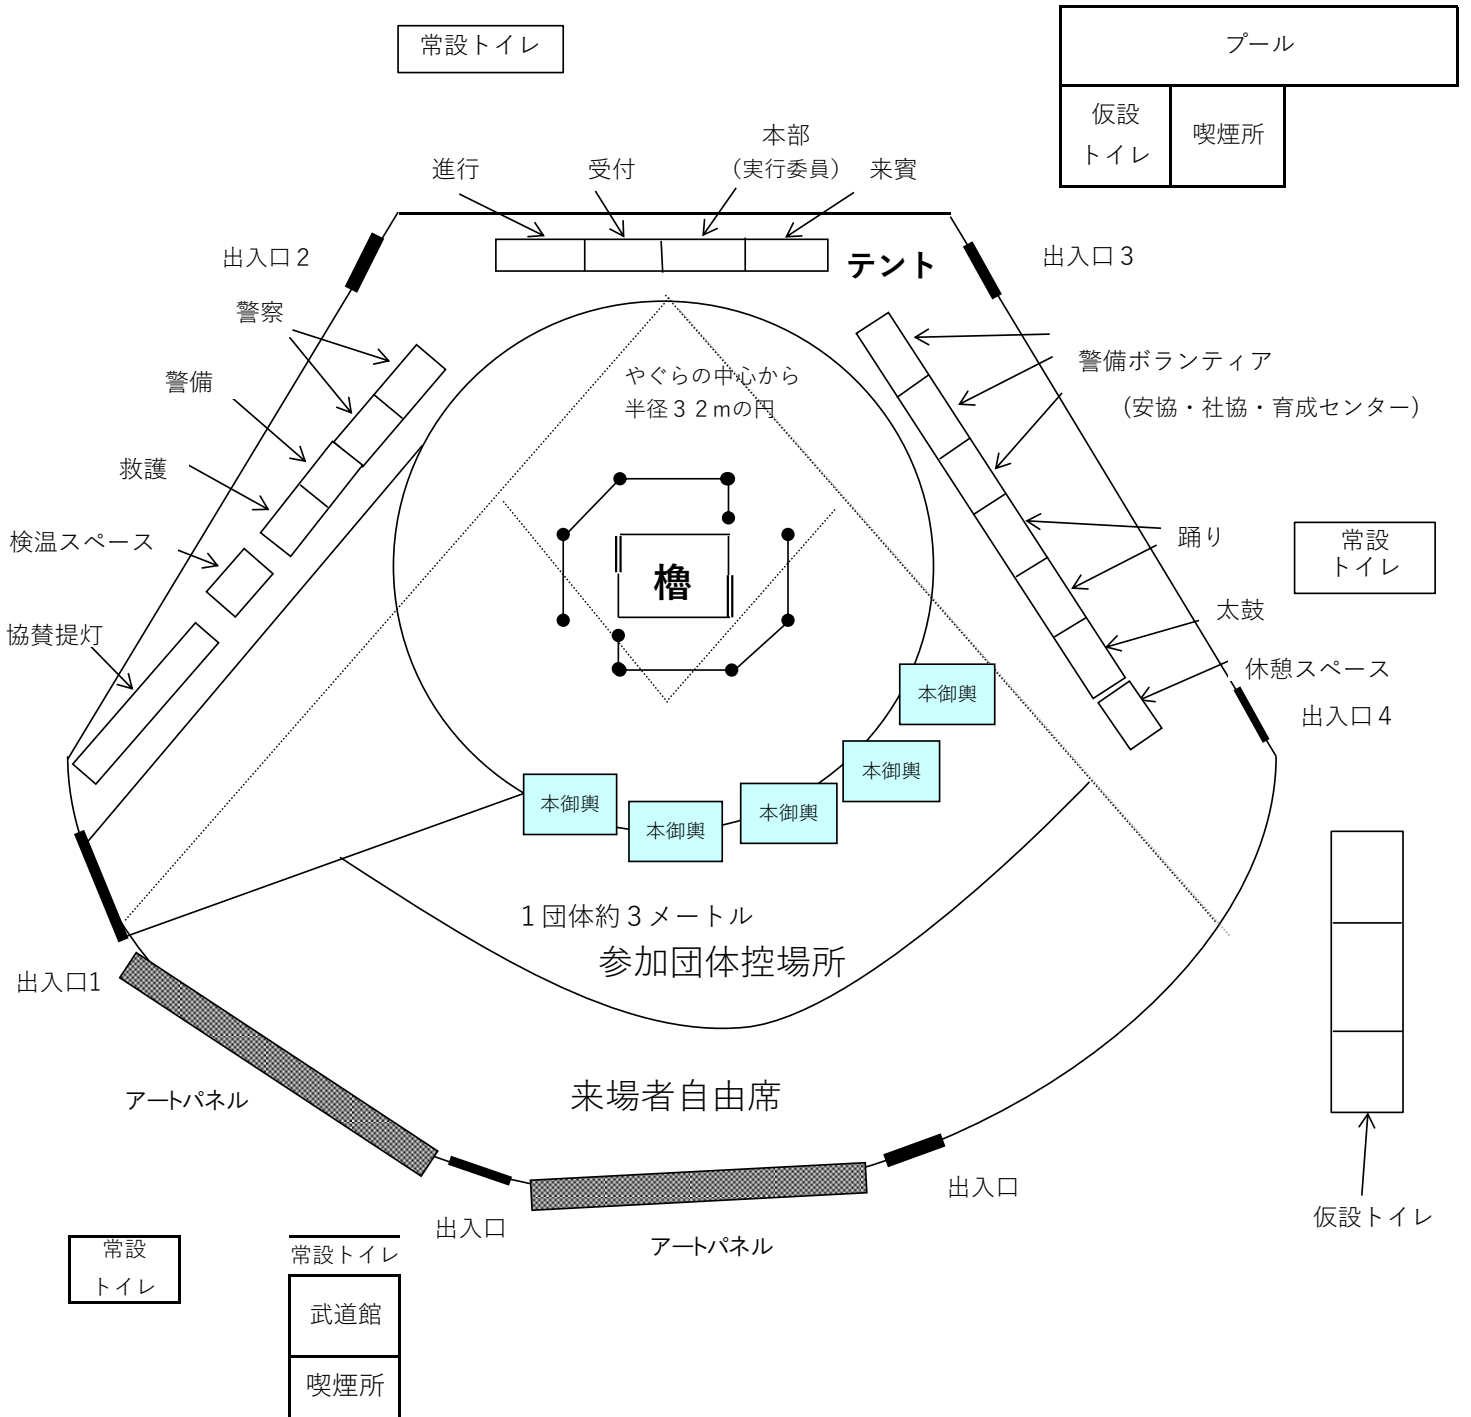 常設トイレ
プール
仮設
トイレ
喫煙所
本部
進行
受付
（実行委員）
来賓
出入口２
テント
出入口３
警察
警備
救護
検温スペース
協賛提灯
やぐらの中心から
半径３２ｍの円
警備ボランティア
（安協・社協・育成センター）
櫓
踊り
常設
トイレ
太鼓
休憩スペース
出入口４
本御輿
本御輿
本御輿
本御輿
本御輿
１団体約３メートル
参加団体控場所
出入口1
アートパネル
来場者自由席
出入口
出入口
アートパネル
仮設トイレ
常設
トイレ
常設トイレ
武道館
喫煙所